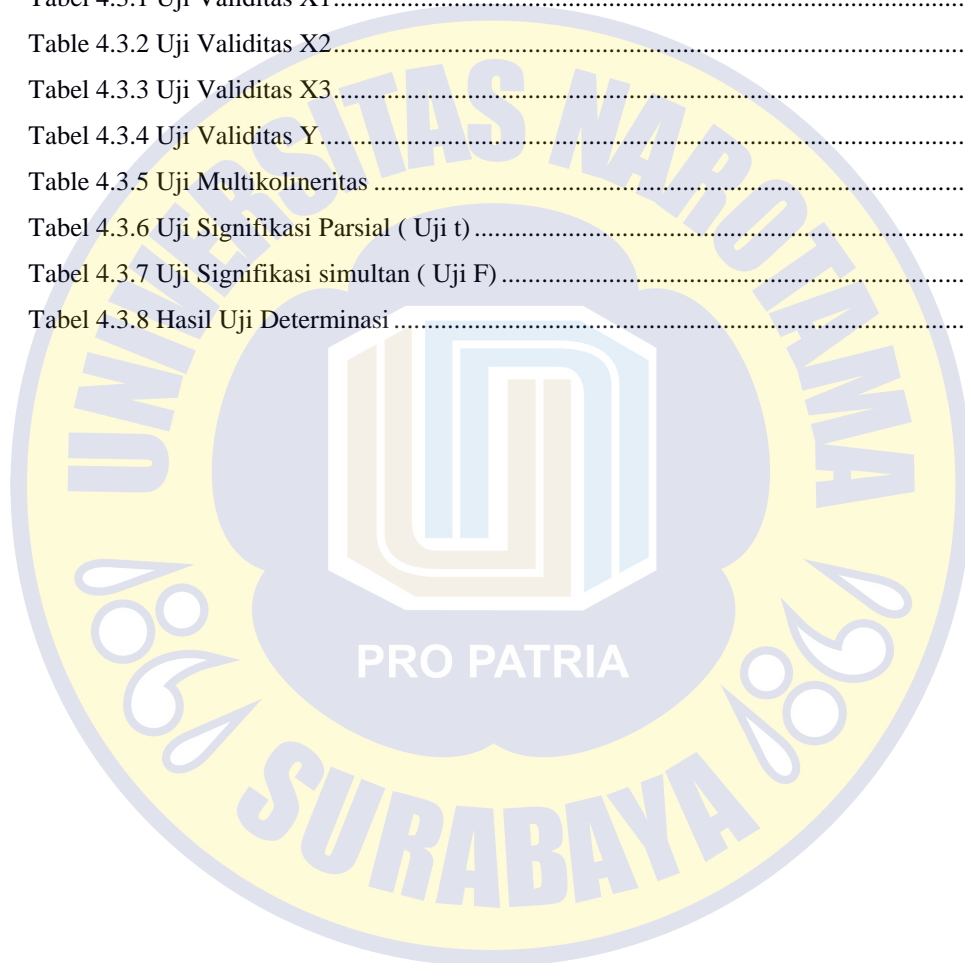 Tabel 4.3.1 Uji Validitas X1
Table 4.3.2 Uji Validitas X2
Tabel 4.3.3 Uji Validitas X3
Tabel 4.3.4 Uji Validitas Y
Table 4.3.5 Uji Multikolineritas
Tabel 4.3.6 Uji Signifikasi Parsial ( Uji t)
Tabel 4.3.7 Uji Signifikasi simultan ( Uji F)
Tabel 4.3.8 Hasil Uji Determinasi
UNIVERSITAS NAROTAMA
PRO PATRIA
SURABAYA